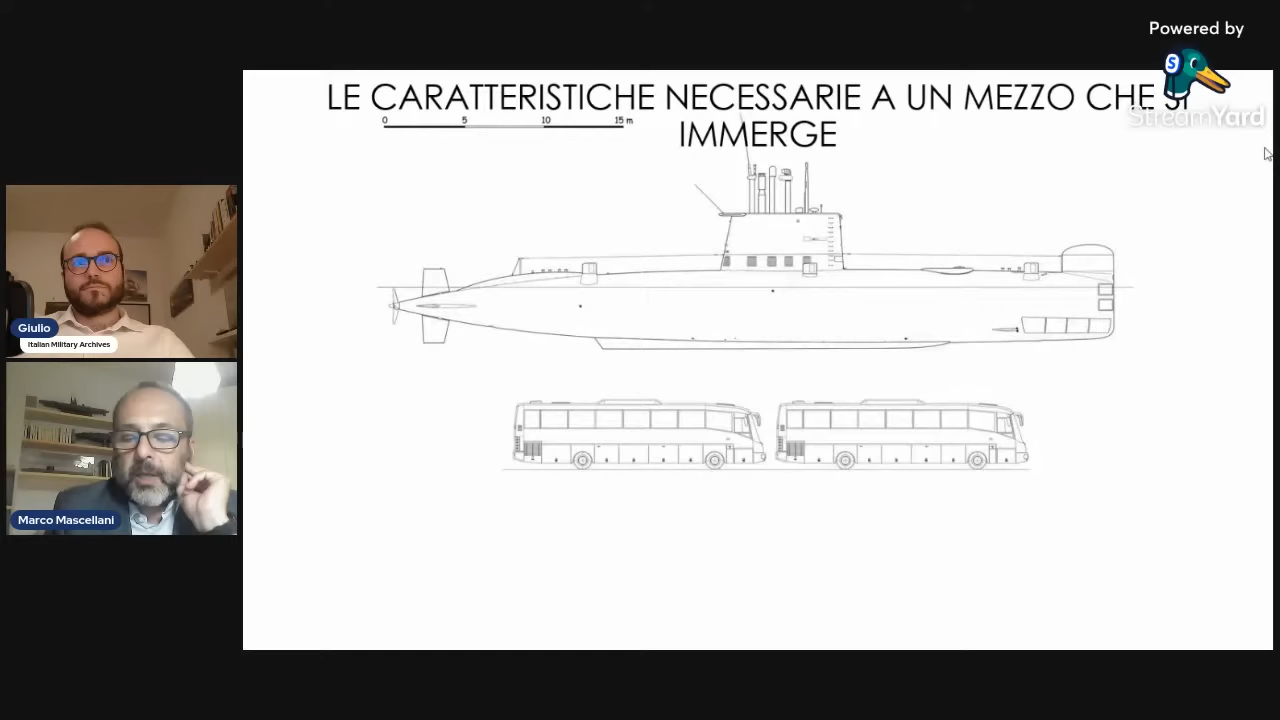 Powered by
S
StreamYard
LE CARATTERISTICHE NECESSARIE A UN MEZZO CHE SI
IMMERGE
0 5 10 15 m
Giulio
Italian Military Archives
Marco Mascellani